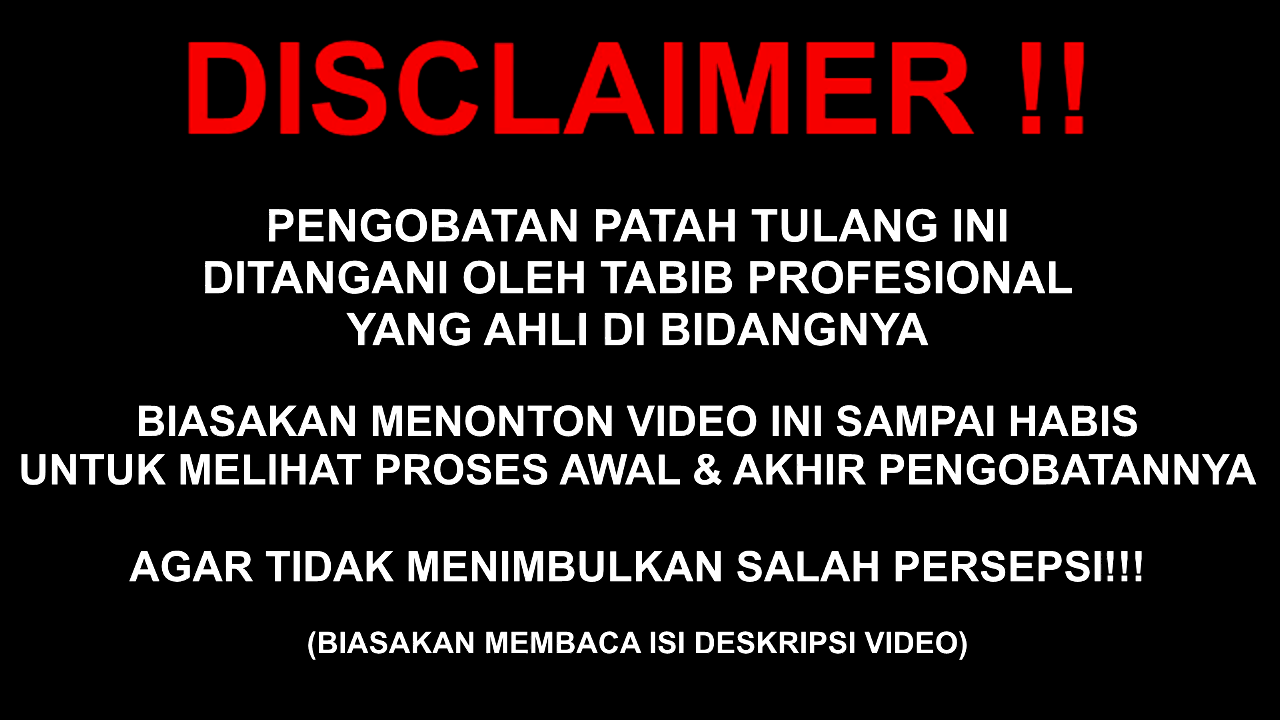 DISCLAIMER !!
PENGOBATAN PATAH TULANG INI
DITANGANI OLEH TABIB PROFESIONAL
YANG AHLI DI BIDANGNYA
BIASAKAN MENONTON VIDEO INI SAMPAI HABIS
UNTUK MELIHAT PROSES AWAL & AKHIR PENGOBATANNYA
AGAR TIDAK MENIMBULKAN SALAH PERSEPSI!!!
(BIASAKAN MEMBACA ISI DESKRIPSI VIDEO)